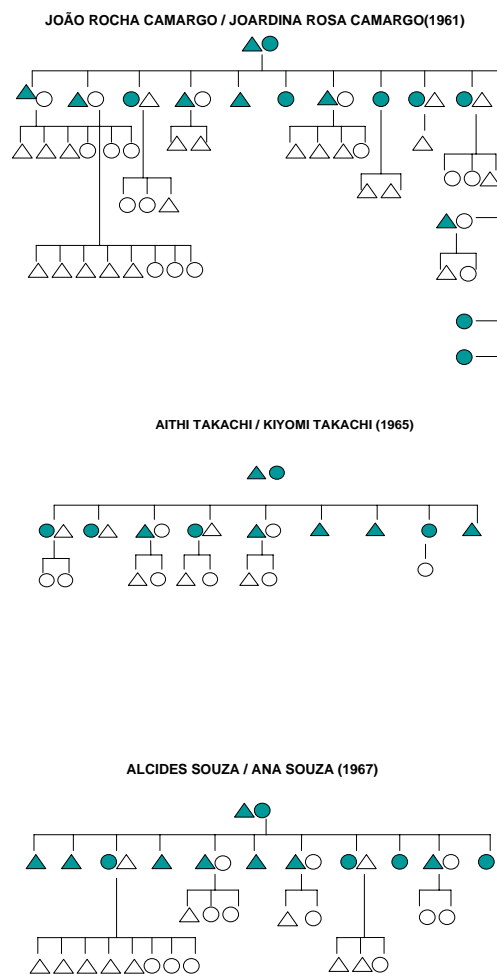 JOÃO ROCHA CAMARGO / JOARDINA ROSA CAMARGO(1961)
AITHI TAKACHI / KIYOMI TAKACHI (1965)
ALCIDES SOUZA / ANA SOUZA (1967)